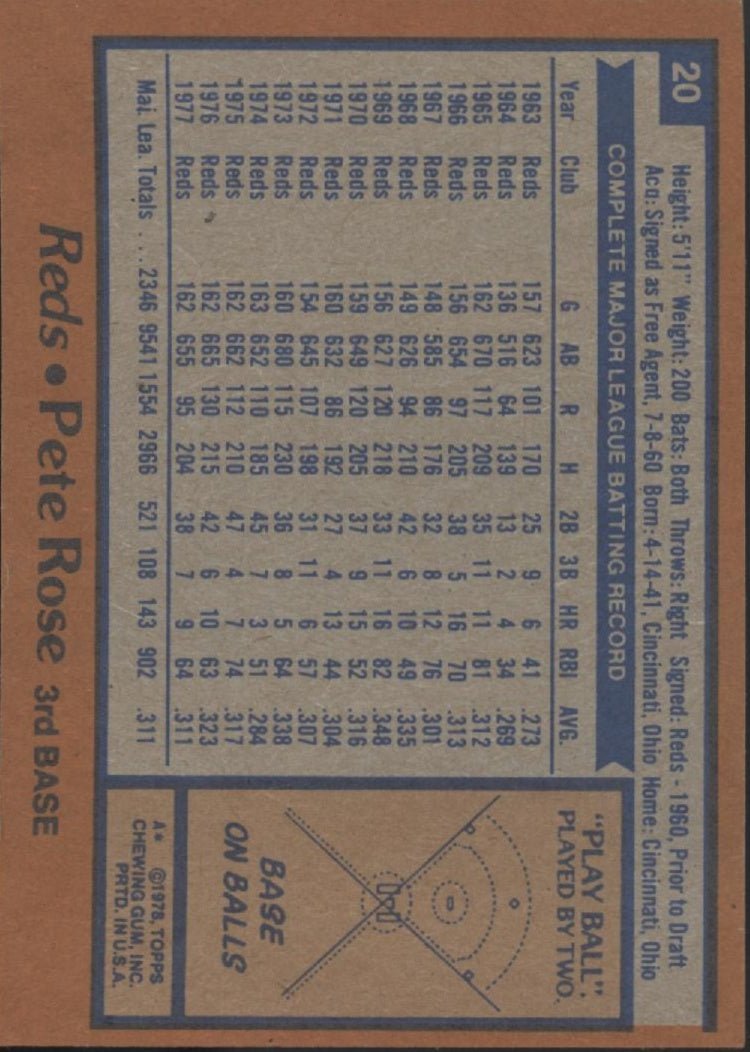 20
Height: 5'11" Weight: 200 Bats: Both Throws: Right Signed: Reds - 1960, Prior to Draft
Acq: Signed as Free Agent, 7-8-60 Born: 4-14-41, Cincinnati, Ohio Home: Cincinnati, Ohio
COMPLETE MAJOR LEAGUE BATTING RECORD
Year Club G AB R H 2B 3B HR RBI AVG.
1963 Reds 157 623 101 170 25 9 6 41 .273
1964 Reds 136 516 64 139 13 2 4 34 .269
1965 Reds 162 670 117 209 35 11 11 81 .312
1966 Reds 156 654 97 205 38 5 16 70 .313
1967 Reds 148 585 86 176 32 8 12 76 .301
1968 Reds 149 626 94 210 42 6 10 49 .335
1969 Reds 156 627 120 218 33 11 16 82 .348
1970 Reds 159 649 120 205 37 9 15 52 .316
1971 Reds 160 632 86 192 27 4 13 44 .304
1972 Reds 154 645 107 198 31 11 6 57 .307
1973 Reds 160 680 115 230 36 8 5 64 .338
1974 Reds 163 652 110 185 45 7 3 51 .284
1975 Reds 162 662 112 210 47 4 7 74 .317
1976 Reds 162 665 130 215 42 6 10 63 .323
1977 Reds 162 655 95 204 38 7 9 64 .311
Maj. Lea. Totals ... 2346 9541 1554 2966 521 108 143 902 .311
"PLAY BALL"
PLAYED BY TWO
BASE
ON BALLS
A* ©1978, TOPPS
CHEWING GUM, INC.
PRTD. IN U.S.A.
Reds • Pete Rose 3rd BASE